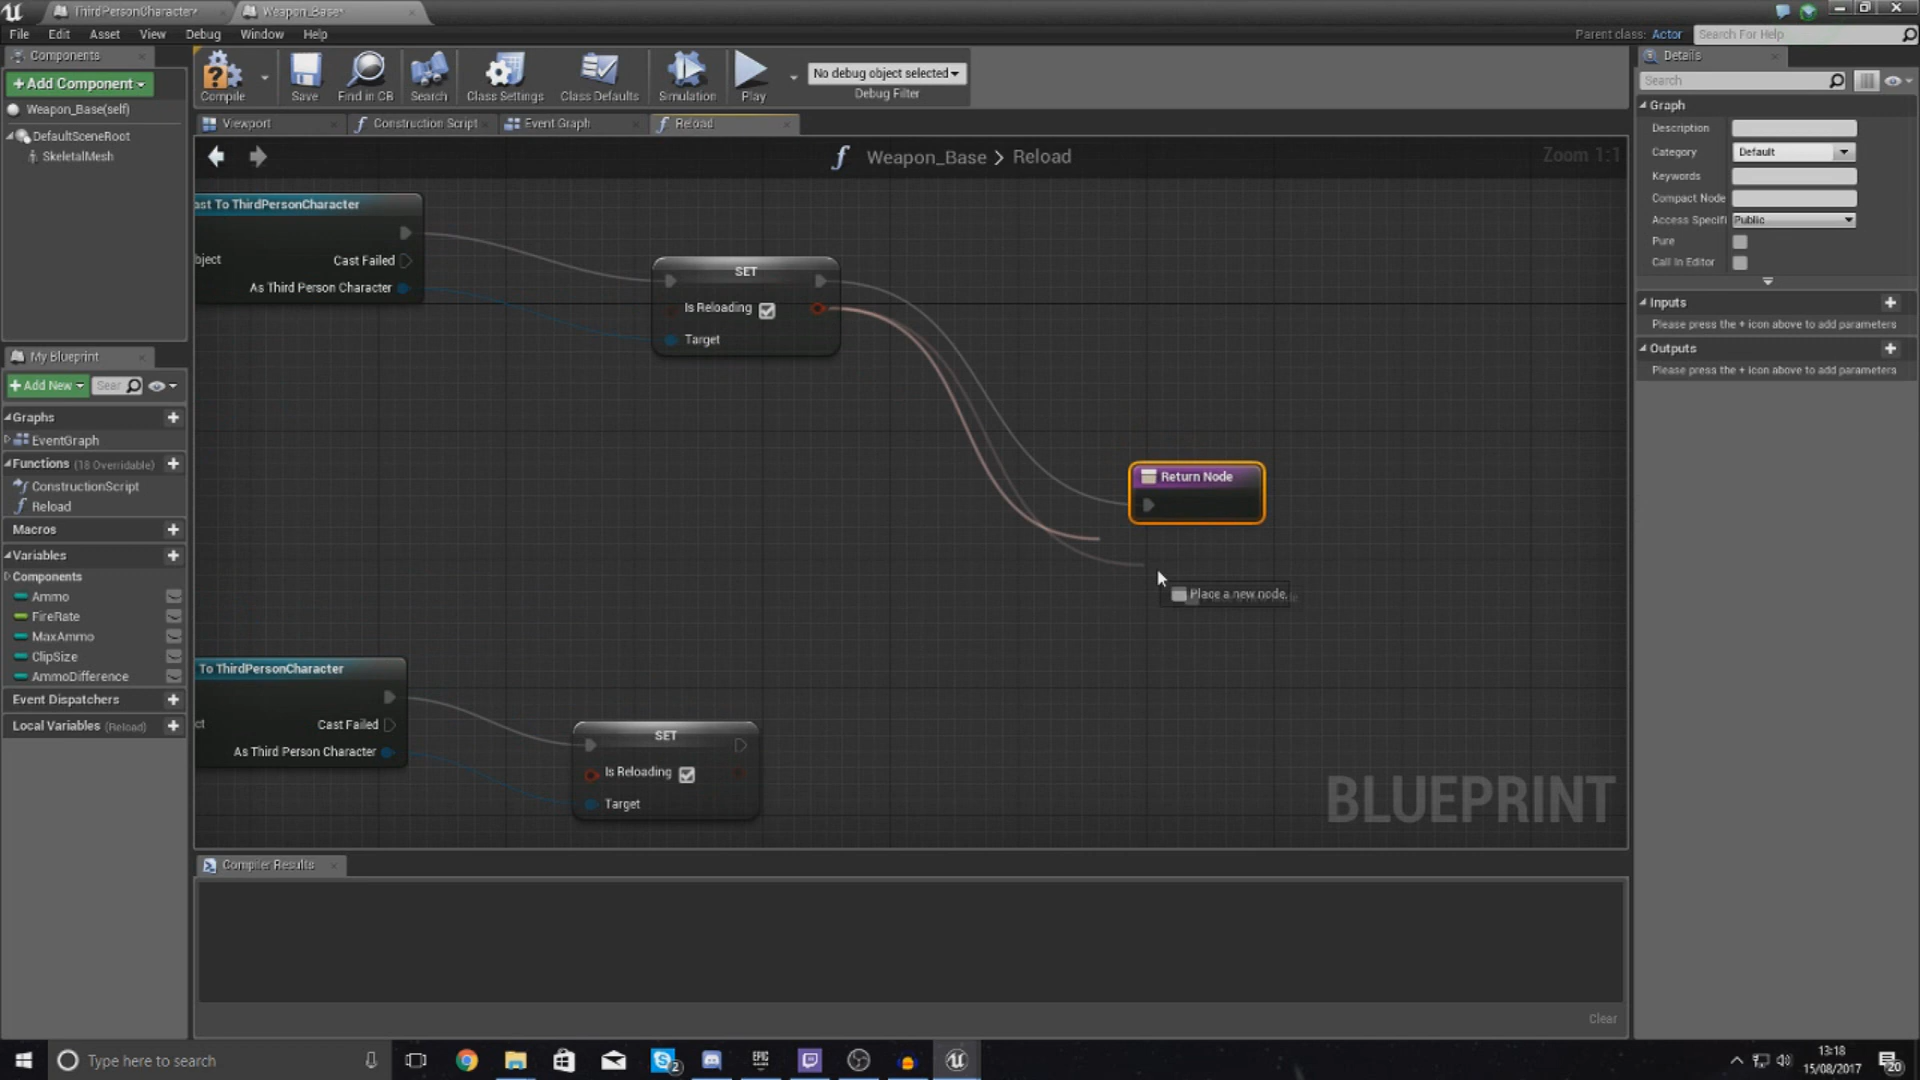 ThirdPersonCharacter*
Weapon_Base*
File Edit Asset View Debug Window Help
Parent class: Actor
Search For Help
Components
+Add Component
Weapon_Base(self)
DefaultSceneRoot
SkeletalMesh
Compile
Save
Find in CB
Search
Class Settings
Class Defaults
Simulation
Play
No debug object selected
Debug Filter
Viewport
Construction Script
Event Graph
Reload
Weapon_Base > Reload
Zoom 1:1
ast To ThirdPersonCharacter
bject
Cast Failed
As Third Person Character
SET
Is Reloading
Target
Return Node
Place a new node.
To ThirdPersonCharacter
ct
Cast Failed
As Third Person Character
SET
Is Reloading
Target
BLUEPRINT
My Blueprint
+Add New
Sear
Graphs
EventGraph
Functions (18 Overridable)
ConstructionScript
Reload
Macros
Variables
Components
Ammo
FireRate
MaxAmmo
ClipSize
AmmoDifference
Event Dispatchers
Local Variables (Reload)
Compiler Results
Clear
Details
Search
Graph
Description
Category
Default
Keywords
Compact Node
Access Specifi
Public
Pure
Call In Editor
Inputs
Please press the + icon above to add parameters
Outputs
Please press the + icon above to add parameters
Type here to search
2
EPIC
13:18
15/08/2017
20